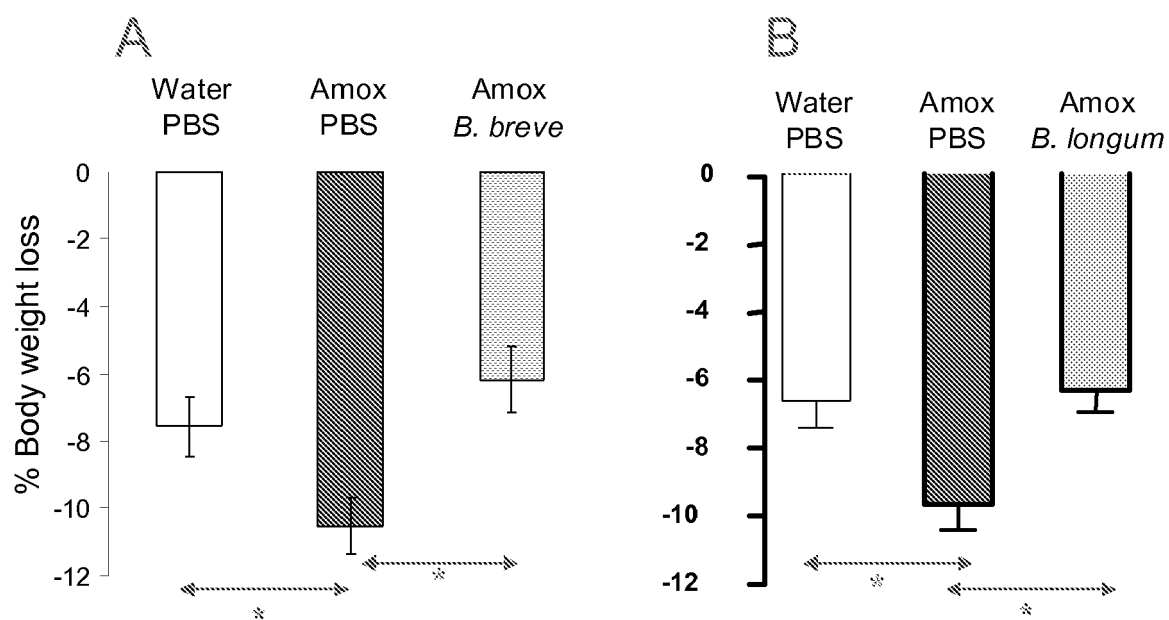 A
Water
PBS
Amox
PBS
Amox
B. breve
% Body weight loss
0
-2
-4
-6
-8
-10
-12
*
*
B
Water
PBS
Amox
PBS
Amox
B. longum
0
-2
-4
-6
-8
-10
-12
*
*